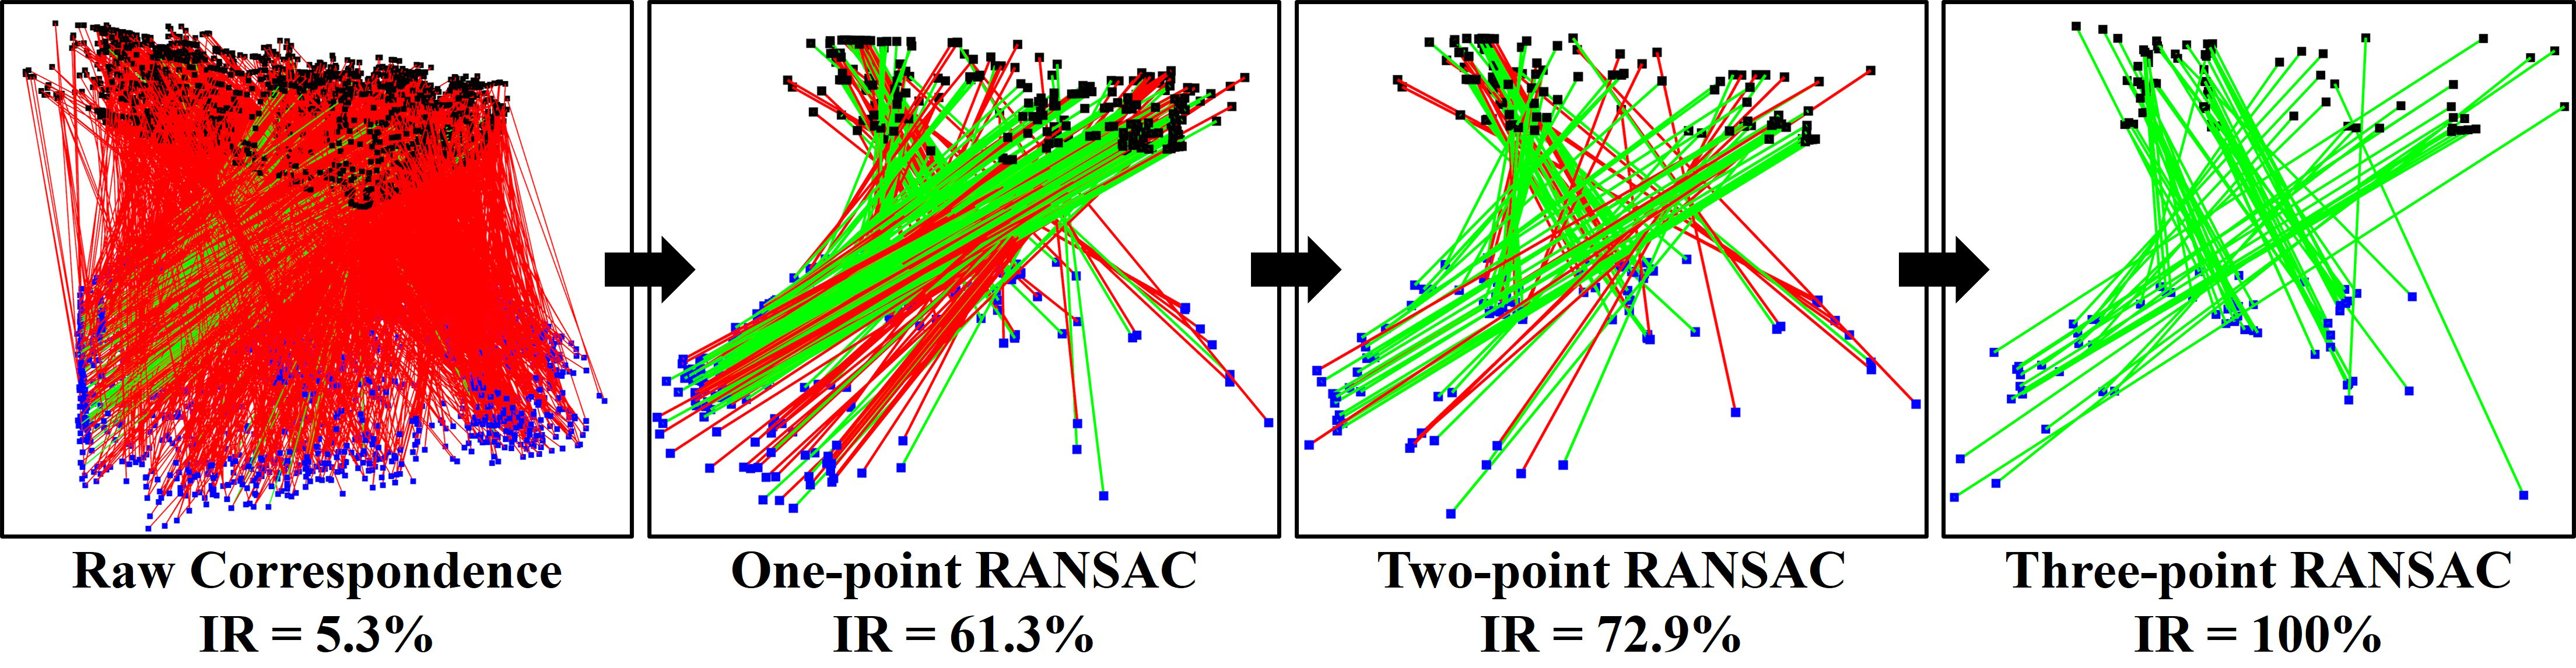 Raw Correspondence
IR = 5.3%
One-point RANSAC
IR = 61.3%
Two-point RANSAC
IR = 72.9%
Three-point RANSAC
IR = 100%